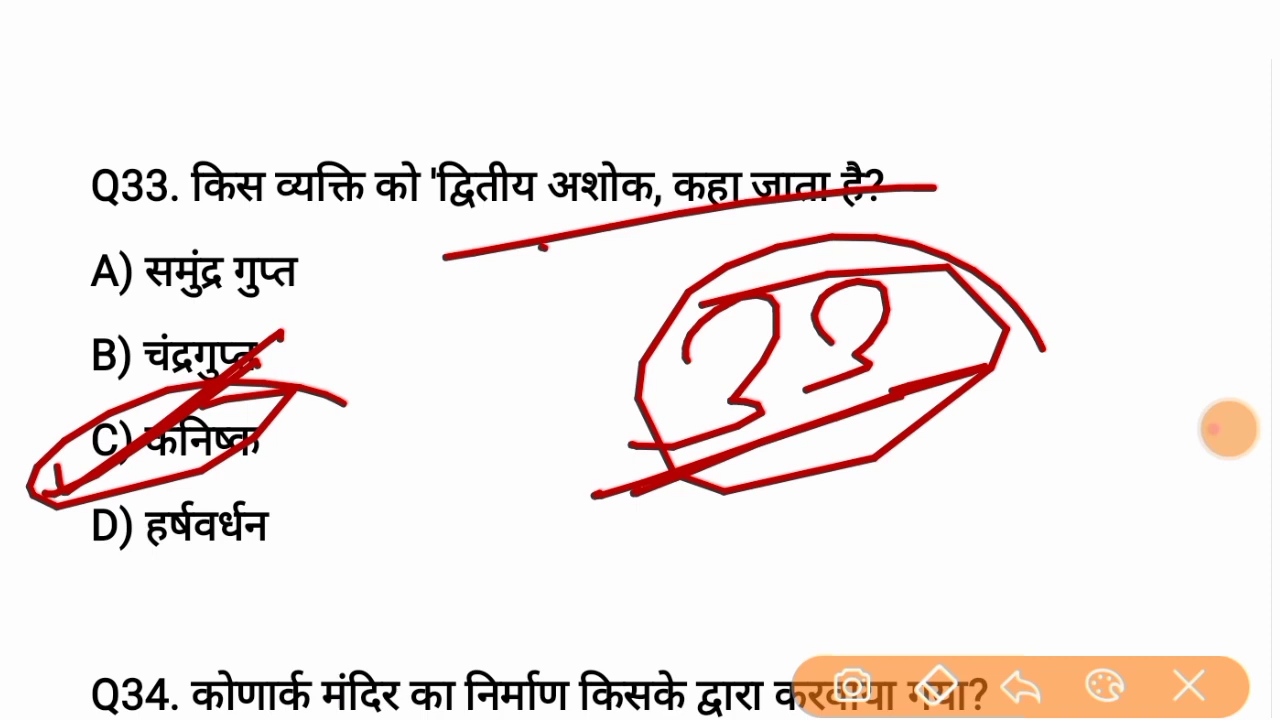 Q33. किस व्यक्ति को 'द्वितीय अशोक, कहा जाता है?
A) समुंद्र गुप्त
B) चंद्रगुप्त
33
C) कनिष्क
D) हर्षवर्धन
Q34. कोणार्क मंदिर का निर्माण किसके द्वारा करवाया गया?